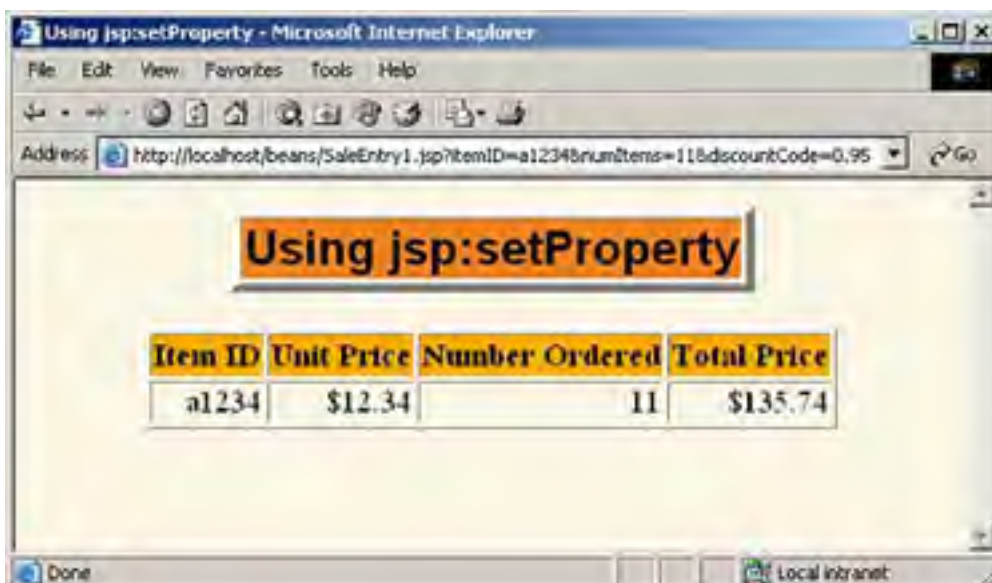 Using jsp:setProperty - Microsoft Internet Explorer
File Edit View Favorites Tools Help
Address http://localhost/beans/SaleEntry1.jsp?itemID=a1234&numItems=11&discountCode=0.95 Go
Using jsp:setProperty
Item ID Unit Price Number Ordered Total Price
a1234 $12.34 11 $135.74
Done Local intranet